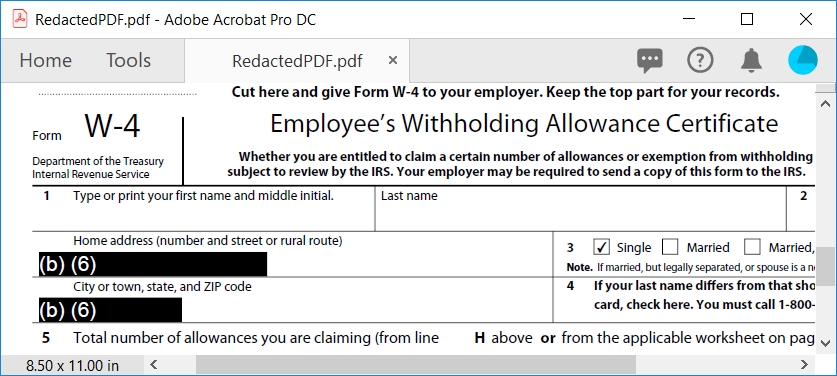 RedactedPDF.pdf - Adobe Acrobat Pro DC
Home Tools RedactedPDF.pdf ×
Cut here and give Form W-4 to your employer. Keep the top part for your records.
Form W-4
Employee’s Withholding Allowance Certificate
Department of the Treasury
Internal Revenue Service
Whether you are entitled to claim a certain number of allowances or exemption from withholding
subject to review by the IRS. Your employer may be required to send a copy of this form to the IRS.
1 Type or print your first name and middle initial. Last name 2
Home address (number and street or rural route)
(b) (6)
3 ✓ Single Married Married,
Note. If married, but legally separated, or spouse is a n
City or town, state, and ZIP code
(b) (6)
4 If your last name differs from that sho
card, check here. You must call 1-800-
5 Total number of allowances you are claiming (from line H above or from the applicable worksheet on pag
8.50 x 11.00 in